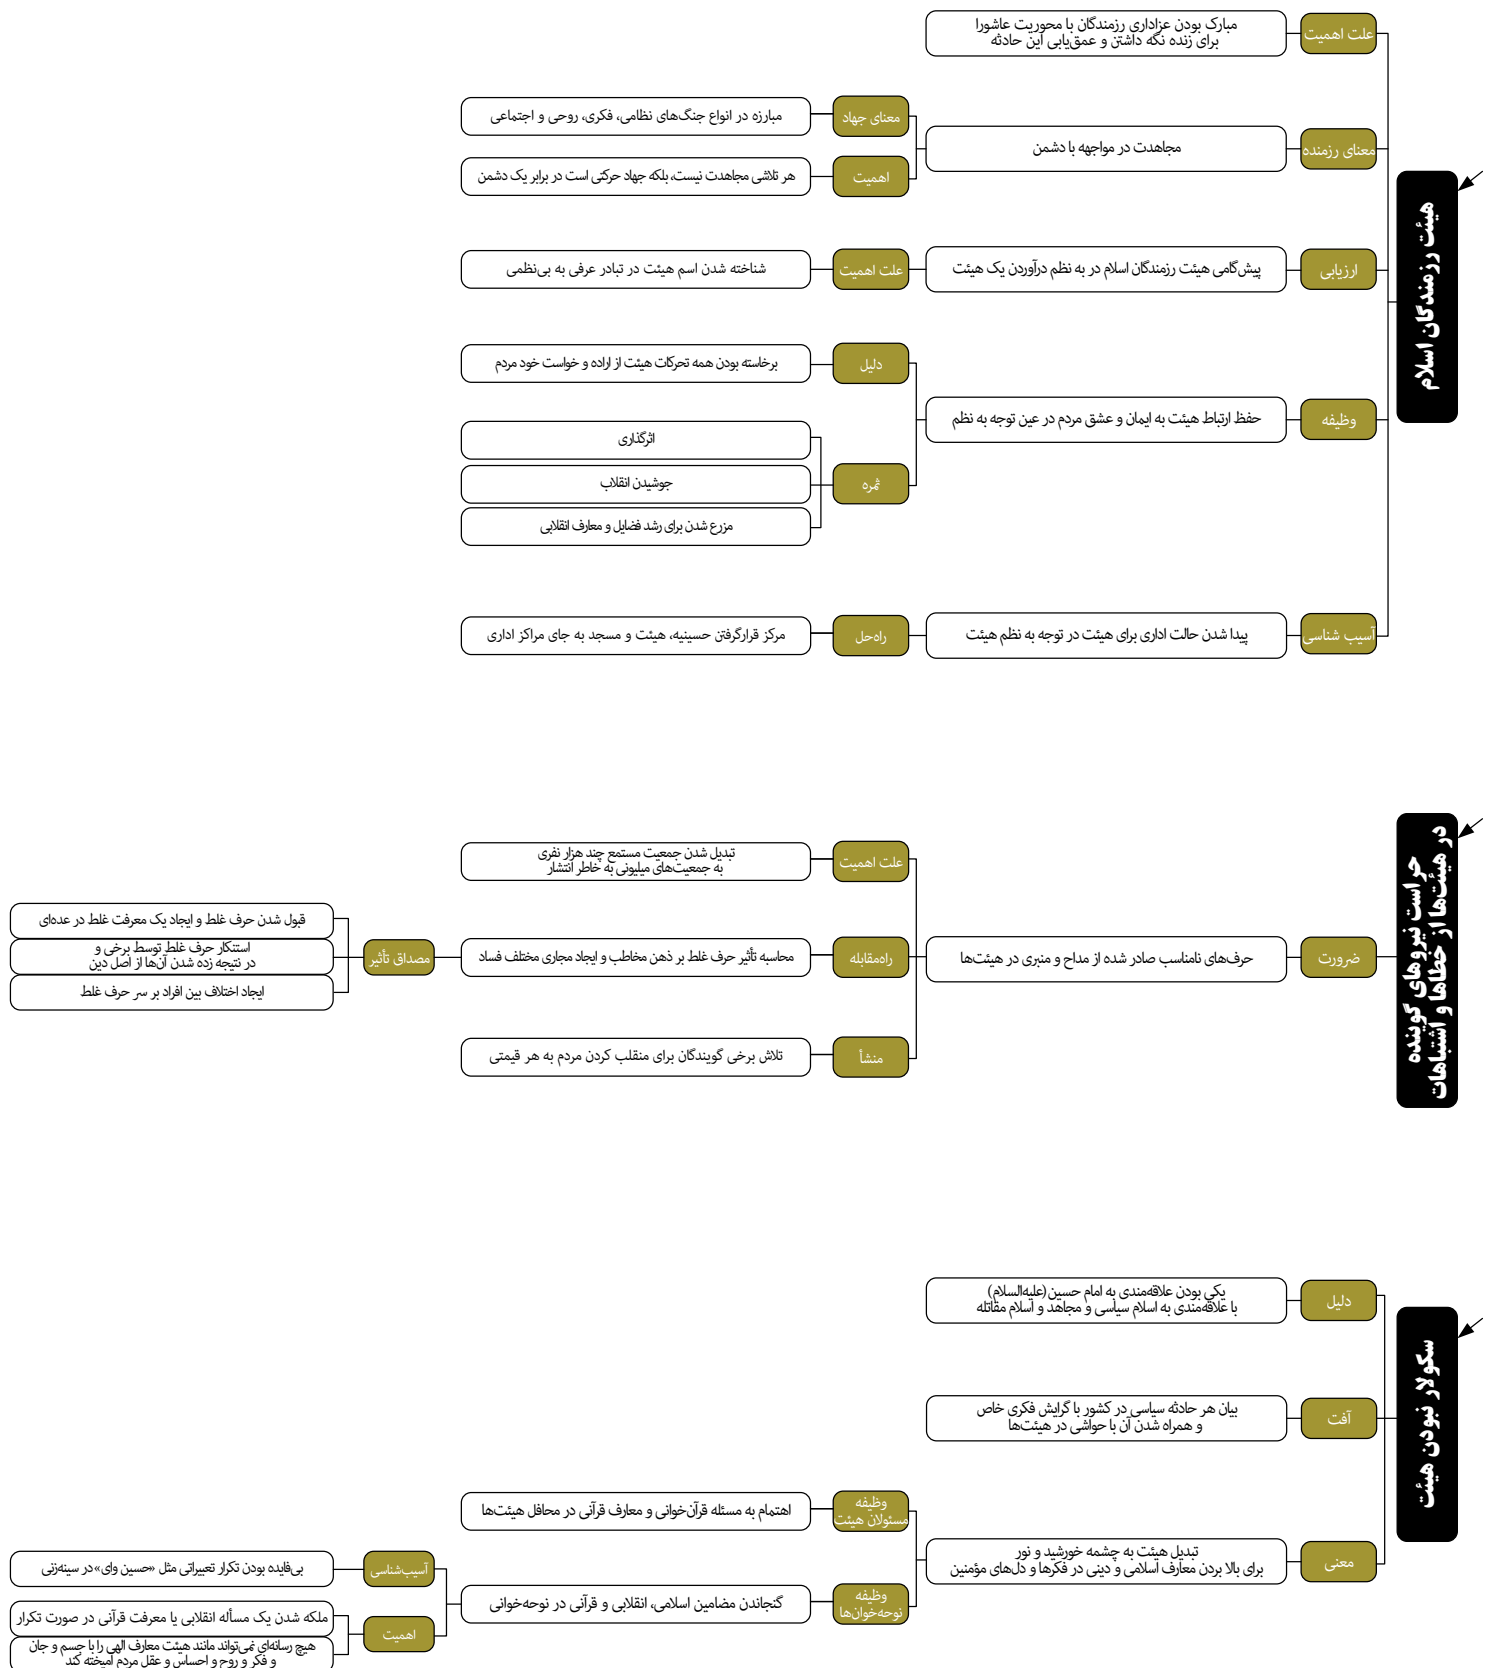 هیئت رزمندگان اسلام
علت اهمیت
مبارک بودن عزاداری رزمندگان با محوریت عاشورا
برای زنده نگه داشتن و عمق‌یابی این حادثه
معنای رزمنده
مجاهدت در مواجهه با دشمن
معنای جهاد
مبارزه در انواع جنگ‌های نظامی، فکری، روحی و اجتماعی
اهمیت
هر تلاشی مجاهدت نیست، بلکه جهاد حرکتی است در برابر یک دشمن
ارزیابی
پیش‌گامی هیئت رزمندگان اسلام در به نظم درآوردن یک هیئت
علت اهمیت
شناخته شدن اسم هیئت در تبادر عرفی به بی‌نظمی
وظیفه
حفظ ارتباط هیئت به ایمان و عشق مردم در عین توجه به نظم
دلیل
برخاسته بودن همه تحرکات هیئت از اراده و خواست خود مردم
ثمره
اثرگذاری
جوشیدن انقلاب
مزرع شدن برای رشد فضایل و معارف انقلابی
آسیب شناسی
پیدا شدن حالت اداری برای هیئت در توجه به نظم هیئت
راه‌حل
مرکز قرارگرفتن حسینیه، هیئت و مسجد به جای مراکز اداری
حراست نیروهای گوینده
در هیئت‌ها از خطاها و اشتباهات
ضرورت
حرف‌های نامناسب صادر شده از مداح و منبری در هیئت‌ها
علت اهمیت
تبدیل شدن جمعیت مستمع چند هزار نفری
به جمعیت‌های میلیونی به خاطر انتشار
راه‌مقابله
محاسبه تأثیر حرف غلط بر ذهن مخاطب و ایجاد مجاری مختلف فساد
مصداق تأثیر
قبول شدن حرف غلط و ایجاد یک معرفت غلط در عده‌ای
استنکار حرف غلط توسط برخی و
در نتیجه زده شدن آن‌ها از اصل دین
ایجاد اختلاف بین افراد بر سر حرف غلط
منشأ
تلاش برخی گویندگان برای منقلب کردن مردم به هر قیمتی
سکولار نبودن هیئت
دلیل
یکی بودن علاقه‌مندی به امام حسین(علیه‌السلام)
با علاقه‌مندی به اسلام سیاسی و مجاهد و اسلام مقاتله
آفت
بیان هر حادثه سیاسی در کشور با گرایش فکری خاص
و همراه شدن آن با حواشی در هیئت‌ها
معنی
تبدیل هیئت به چشمه خورشید و نور
برای بالا بردن معارف اسلامی و دینی در فکرها و دل‌های مؤمنین
وظیفه
مسئولان هیئت
اهتمام به مسئله قرآن‌خوانی و معارف قرآنی در محافل هیئت‌ها
وظیفه
نوحه‌خوان‌ها
گنجاندن مضامین اسلامی، انقلابی و قرآنی در نوحه‌خوانی
آسیب‌شناسی
بی‌فایده بودن تکرار تعبیراتی مثل «حسین وای» در سینه‌زنی
اهمیت
ملکه شدن یک مسأله انقلابی یا معرفت قرآنی در صورت تکرار
هیچ رسانه‌ای نمی‌تواند مانند هیئت معارف الهی را با جسم و جان
و فکر و روح و احساس و عقل مردم آمیخته کند